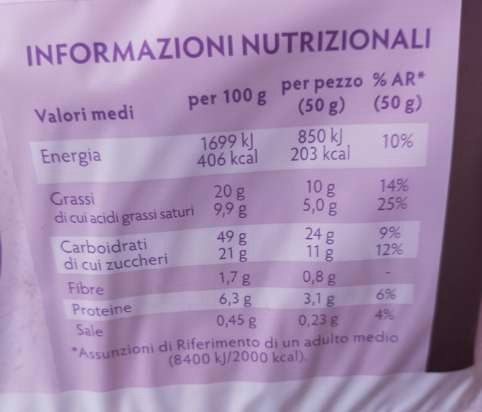 INFORMAZIONI NUTRIZIONALI
Valori medi per 100 g per pezzo (50 g) % AR* (50 g)
Energia 1699 kJ 850 kJ 10%
406 kcal 203 kcal
Grassi 20 g 10 g 14%
di cui acidi grassi saturi 9,9 g 5,0 g 25%
Carboidrati 49 g 24 g 9%
di cui zuccheri 21 g 11 g 12%
Fibre 1,7 g 0,8 g -
Proteine 6,3 g 3,1 g 6%
Sale 0,45 g 0,23 g 4%
*Assunzioni di Riferimento di un adulto medio
(8400 kJ/2000 kcal).